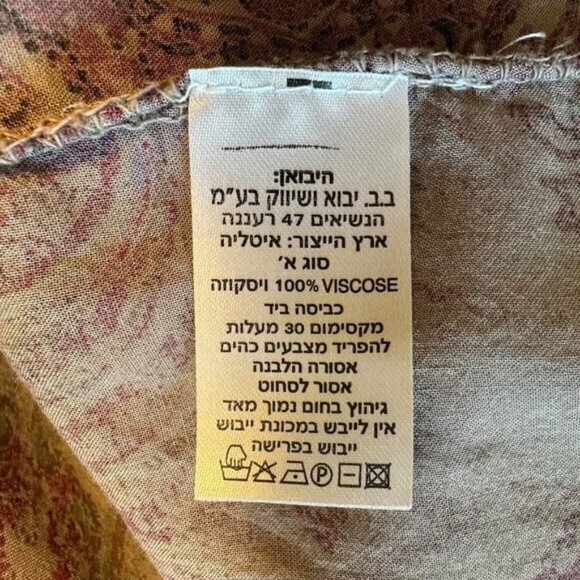 היבואן:
ב.ב. יבוא ושיווק בע"מ
הנשיאים 47 רעננה
ארץ הייצור: איטליה
סוג א'
100% VISCOSE ויסקוזה
כביסה ביד
מקסימום 30 מעלות
להפריד מצבעים כהים
אסורה הלבנה
אסור לסחוט
גיהוץ בחום נמוך מאד
אין לייבש במכונת ייבוש
ייבוש בפרישה
P